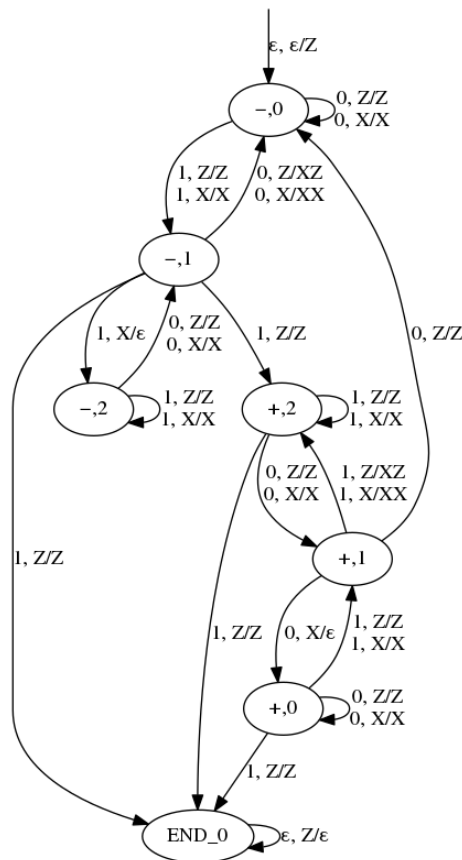 ε, ε/Z
−,0
0, Z/Z
0, X/X
1, Z/Z
1, X/X
0, Z/XZ
0, X/XX
−,1
0, Z/Z
1, X/ε
0, Z/Z
0, X/X
1, Z/Z
−,2
1, Z/Z
1, X/X
+,2
1, Z/Z
1, X/X
0, Z/Z
0, X/X
1, Z/XZ
1, X/XX
+,1
1, Z/Z
1, Z/Z
0, X/ε
1, Z/Z
1, X/X
+,0
0, Z/Z
0, X/X
1, Z/Z
END_0
ε, Z/ε